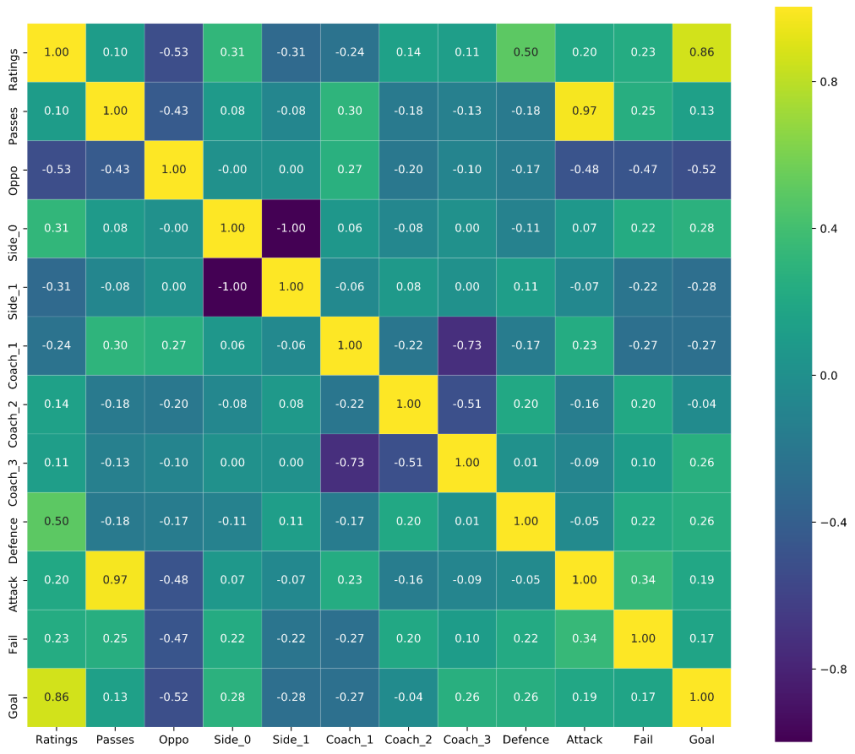 Ratings 1.00 0.10 -0.53 0.31 -0.31 -0.24 0.14 0.11 0.50 0.20 0.23 0.86
Passes 0.10 1.00 -0.43 0.08 -0.08 0.30 -0.18 -0.13 -0.18 0.97 0.25 0.13
Oppo -0.53 -0.43 1.00 -0.00 0.00 0.27 -0.20 -0.10 -0.17 -0.48 -0.47 -0.52
Side_0 0.31 0.08 -0.00 1.00 -1.00 0.06 -0.08 0.00 -0.11 0.07 0.22 0.28
Side_1 -0.31 -0.08 0.00 -1.00 1.00 -0.06 0.08 0.00 0.11 -0.07 -0.22 -0.28
Coach_1 -0.24 0.30 0.27 0.06 -0.06 1.00 -0.22 -0.73 -0.17 0.23 -0.27 -0.27
Coach_2 0.14 -0.18 -0.20 -0.08 0.08 -0.22 1.00 -0.51 0.20 -0.16 0.20 -0.04
Coach_3 0.11 -0.13 -0.10 0.00 0.00 -0.73 -0.51 1.00 0.01 -0.09 0.10 0.26
Defence 0.50 -0.18 -0.17 -0.11 0.11 -0.17 0.20 0.01 1.00 -0.05 0.22 0.26
Attack 0.20 0.97 -0.48 0.07 -0.07 0.23 -0.16 -0.09 -0.05 1.00 0.34 0.19
Fail 0.23 0.25 -0.47 0.22 -0.22 -0.27 0.20 0.10 0.22 0.34 1.00 0.17
Goal 0.86 0.13 -0.52 0.28 -0.28 -0.27 -0.04 0.26 0.26 0.19 0.17 1.00
Ratings Passes Oppo Side_0 Side_1 Coach_1 Coach_2 Coach_3 Defence Attack Fail Goal
0.8
0.4
0.0
−0.4
−0.8